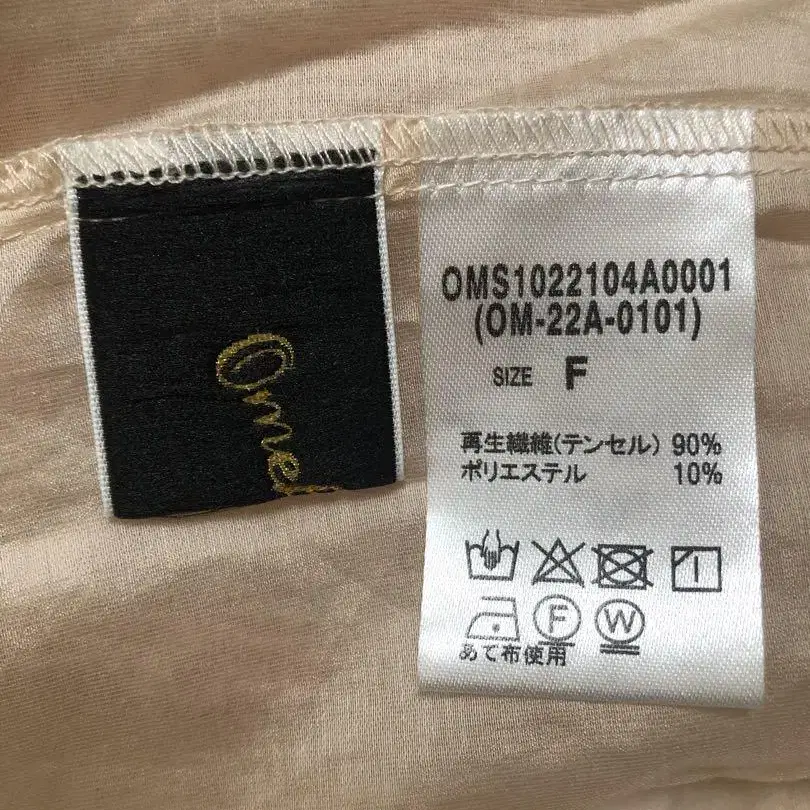 OMS1022104A0001
(OM-22A-0101)
SIZE F
再生繊維(テンセル) 90%
ポリエステル 10%
F W
あて布使用